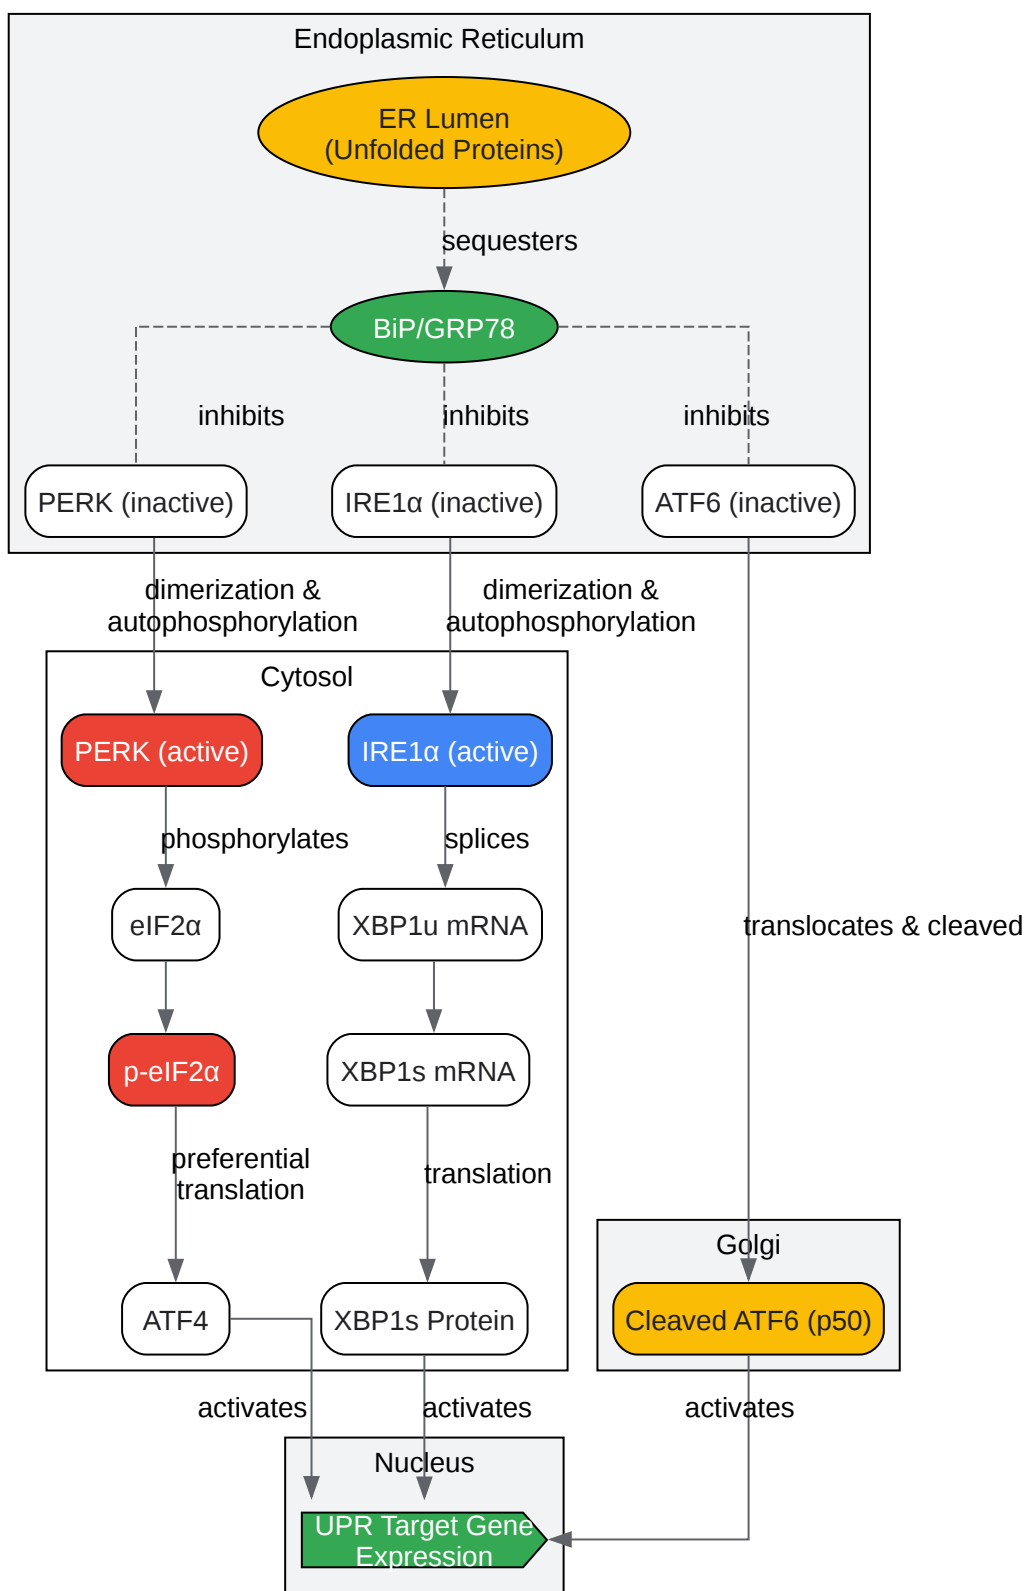 Endoplasmic Reticulum
ER Lumen
(Unfolded Proteins)
sequesters
BiP/GRP78
inhibits
inhibits
inhibits
PERK (inactive)
IRE1α (inactive)
ATF6 (inactive)
dimerization &
autophosphorylation
dimerization &
autophosphorylation
Cytosol
PERK (active)
IRE1α (active)
phosphorylates
splices
eIF2α
XBP1u mRNA
translocates & cleaved
p-eIF2α
XBP1s mRNA
preferential
translation
translation
Golgi
ATF4
XBP1s Protein
Cleaved ATF6 (p50)
activates
activates
activates
Nucleus
UPR Target Gene
Expression